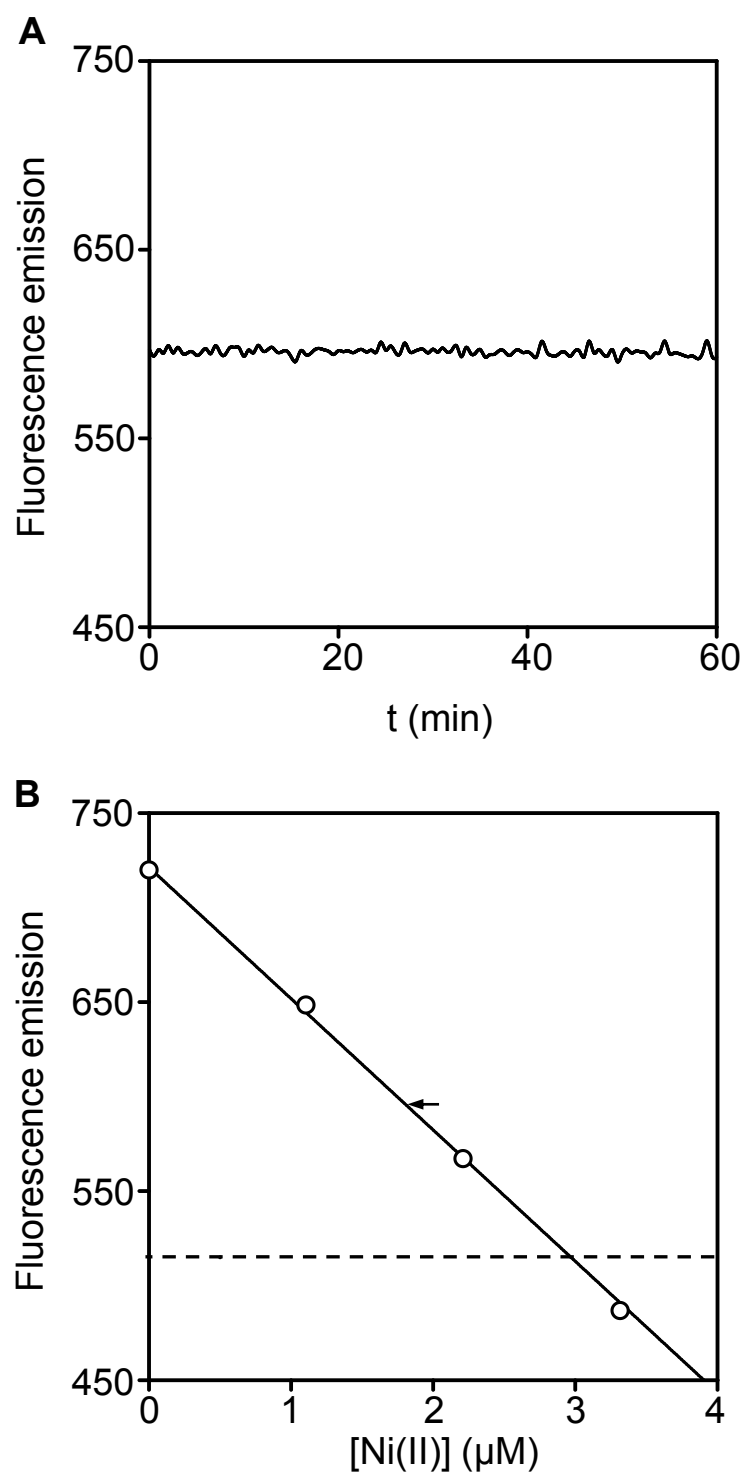 A
750
650
550
450
Fluorescence emission
0 20 40 60
t (min)
B
750
650
550
450
Fluorescence emission
0 1 2 3 4
[Ni(II)] (μM)